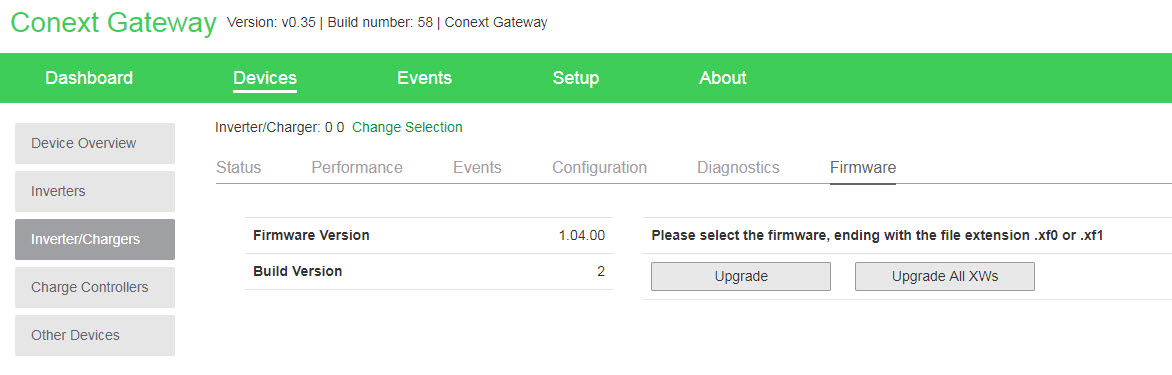 Conext Gateway Version: v0.35 | Build number: 58 | Conext Gateway
Dashboard Devices Events Setup About
Inverter/Charger: 0 0 Change Selection
Device Overview
Inverters
Inverter/Chargers
Charge Controllers
Other Devices
Status Performance Events Configuration Diagnostics Firmware
Firmware Version 1.04.00
Build Version 2
Please select the firmware, ending with the file extension .xf0 or .xf1
Upgrade Upgrade All XWs